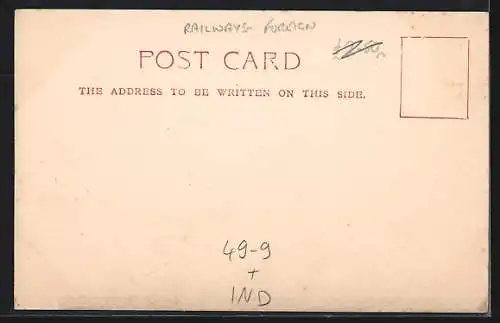 RAILWAYS- FOREIGN
POST CARD
THE ADDRESS TO BE WRITTEN ON THIS SIDE.
49-9
+
IND